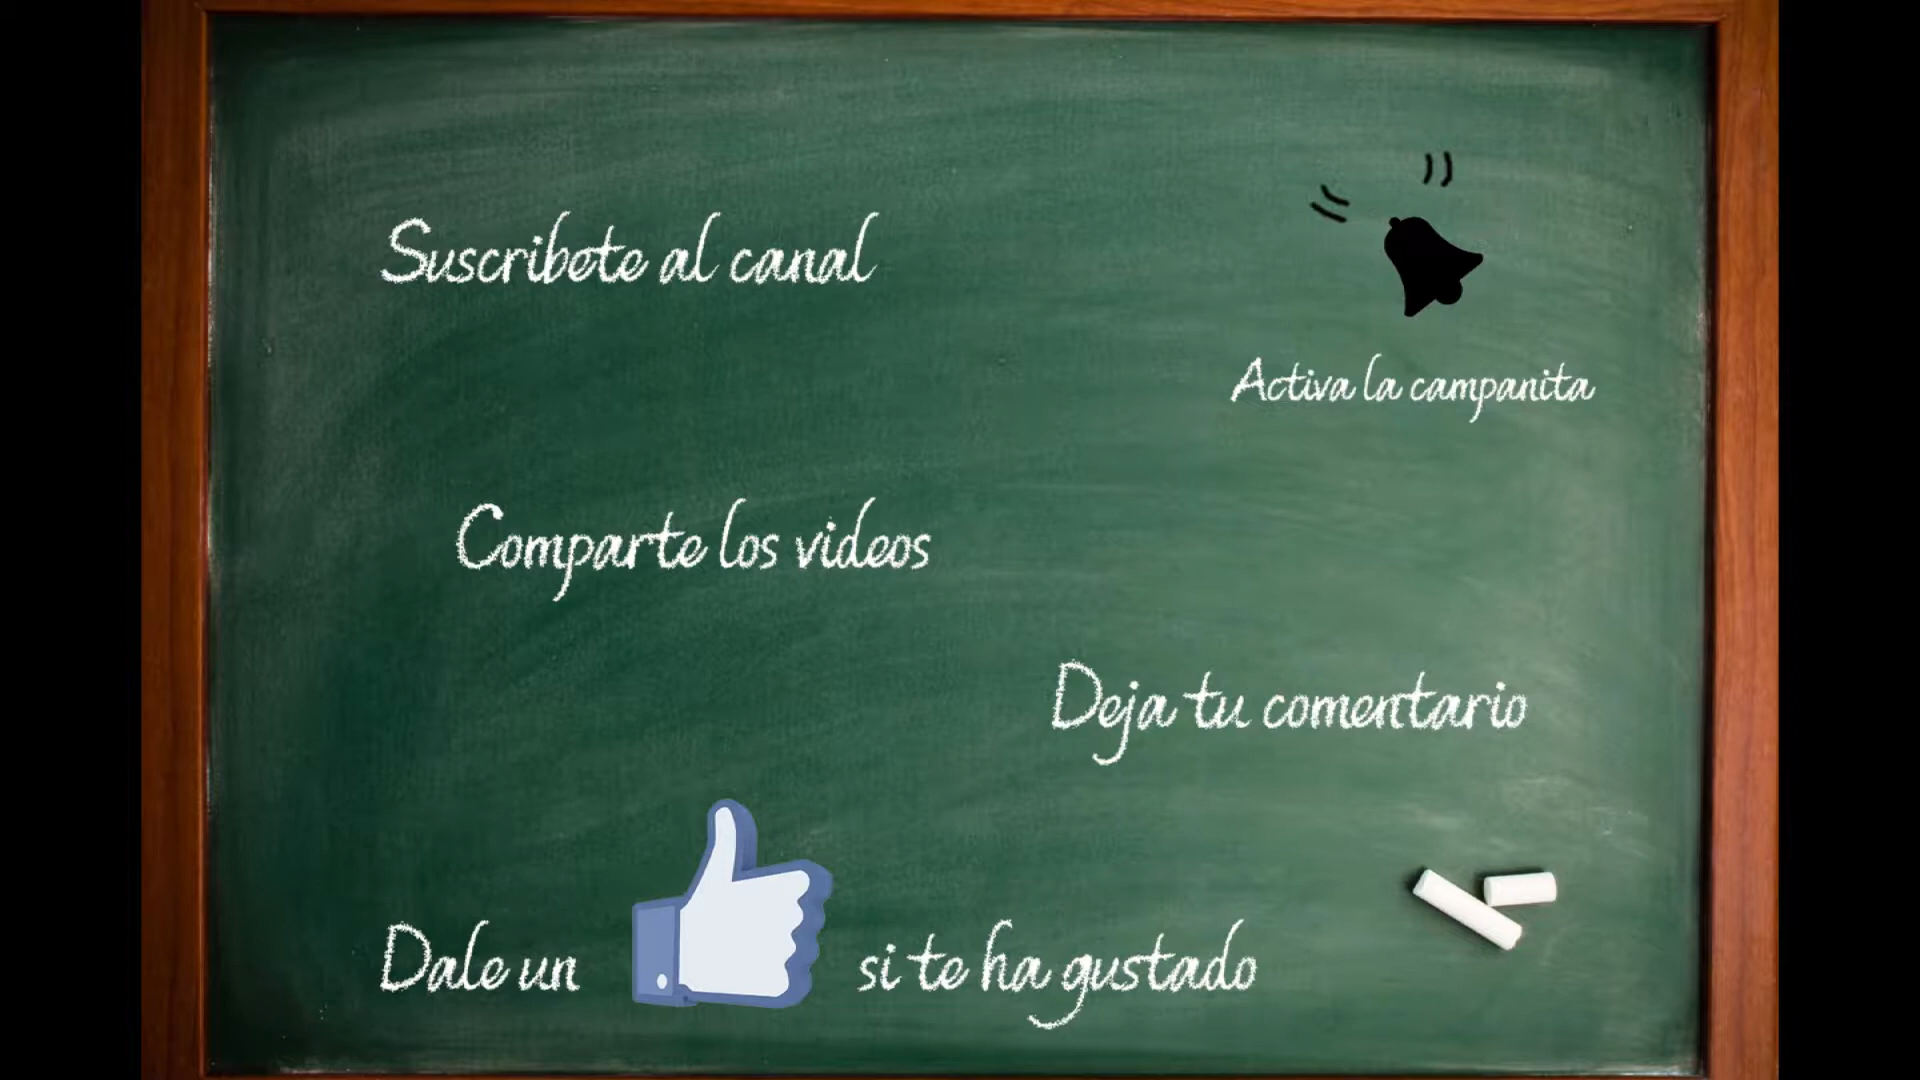 Suscribete al canal
Activa la campanita
Comparte los videos
Deja tu comentario
Dale un si te ha gustado